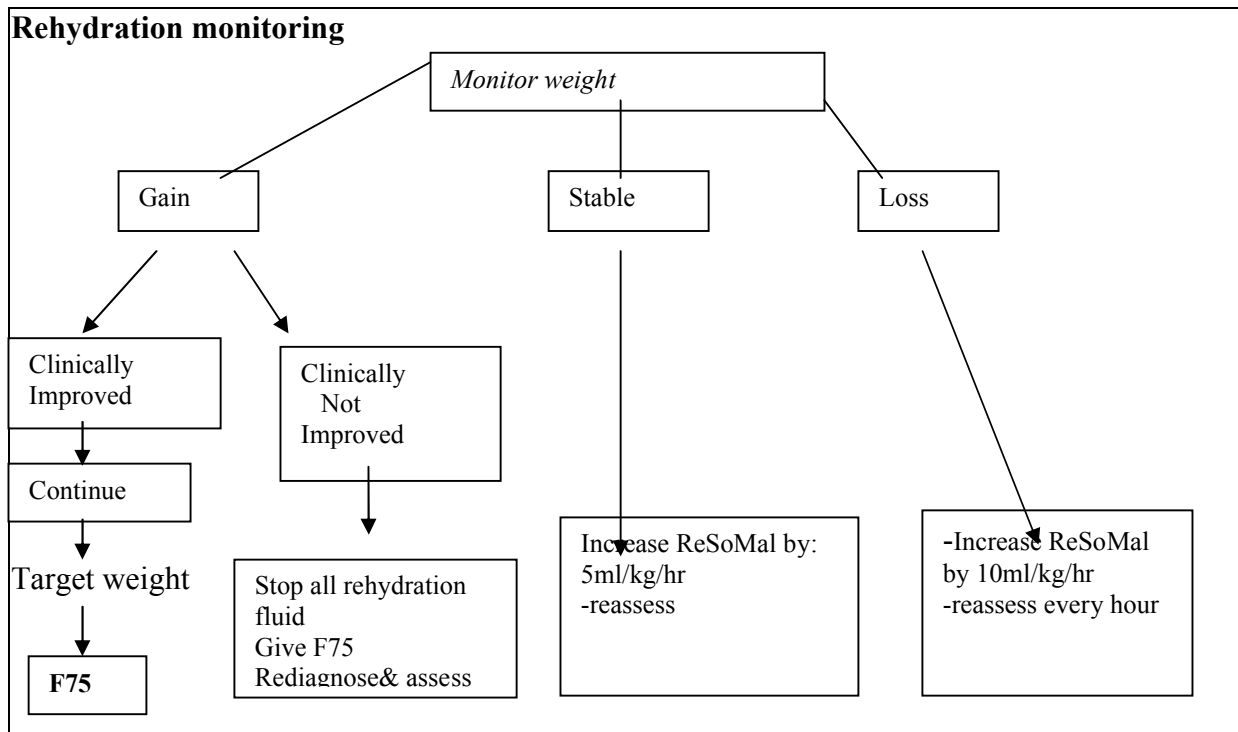 Rehydration monitoring
Monitor weight
Gain
Stable
Loss
Clinically
Improved
Clinically
Not
Improved
Continue
Target weight
F75
Stop all rehydration
fluid
Give F75
Rediagnose& assess
Increase ReSoMal by:
5ml/kg/hr
-reassess
-Increase ReSoMal
by 10ml/kg/hr
-reassess every hour